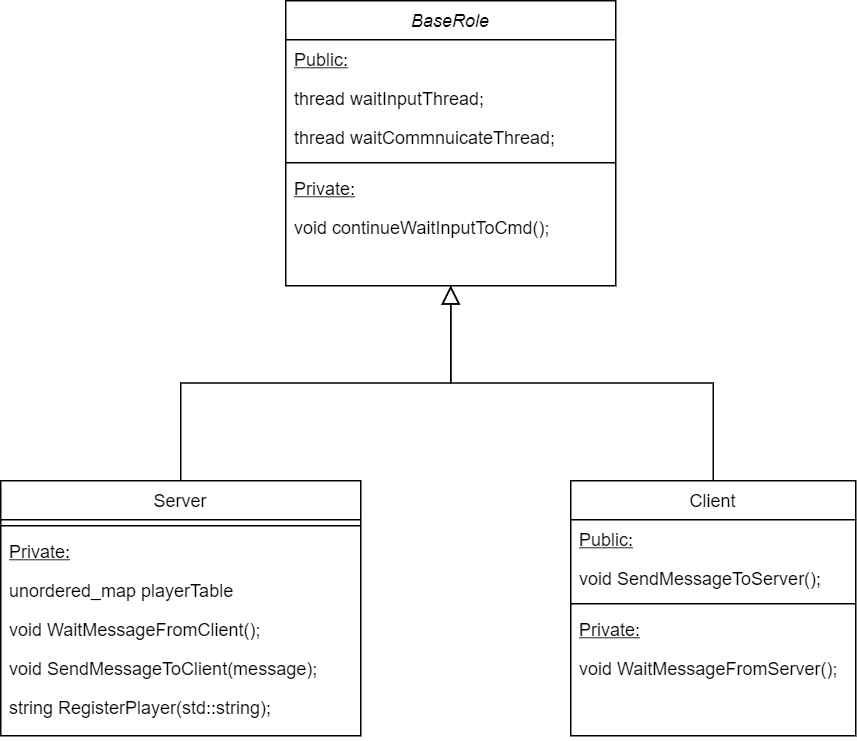 BaseRole
Public:
thread waitInputThread;
thread waitCommnuicateThread;
Private:
void continueWaitInputToCmd();
Server
Private:
unordered_map playerTable
void WaitMessageFromClient();
void SendMessageToClient(message);
string RegisterPlayer(std::string);
Client
Public:
void SendMessageToServer();
Private:
void WaitMessageFromServer();